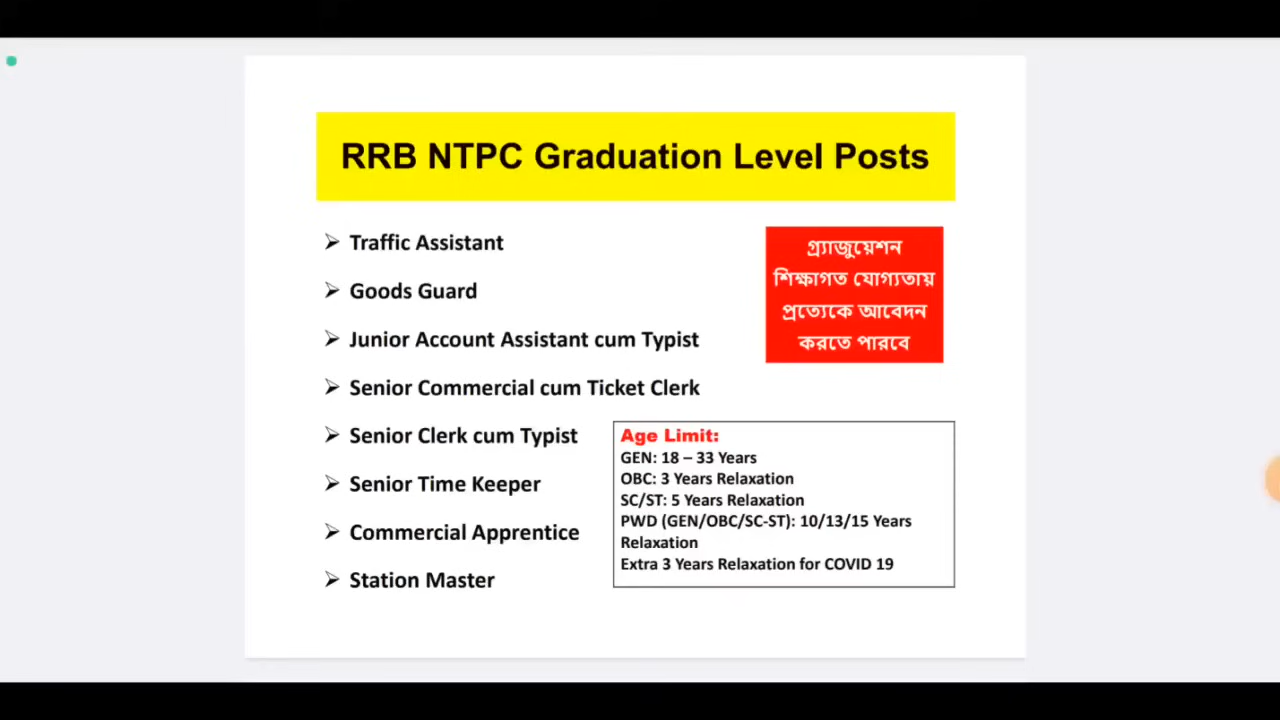 RRB NTPC Graduation Level Posts
➢ Traffic Assistant
➢ Goods Guard
➢ Junior Account Assistant cum Typist
➢ Senior Commercial cum Ticket Clerk
➢ Senior Clerk cum Typist
➢ Senior Time Keeper
➢ Commercial Apprentice
➢ Station Master
গ্র্যাজুয়েশন
শিক্ষাগত যোগ্যতায়
প্রত্যেকে আবেদন
করতে পারবে
Age Limit:
GEN: 18 – 33 Years
OBC: 3 Years Relaxation
SC/ST: 5 Years Relaxation
PWD (GEN/OBC/SC-ST): 10/13/15 Years
Relaxation
Extra 3 Years Relaxation for COVID 19